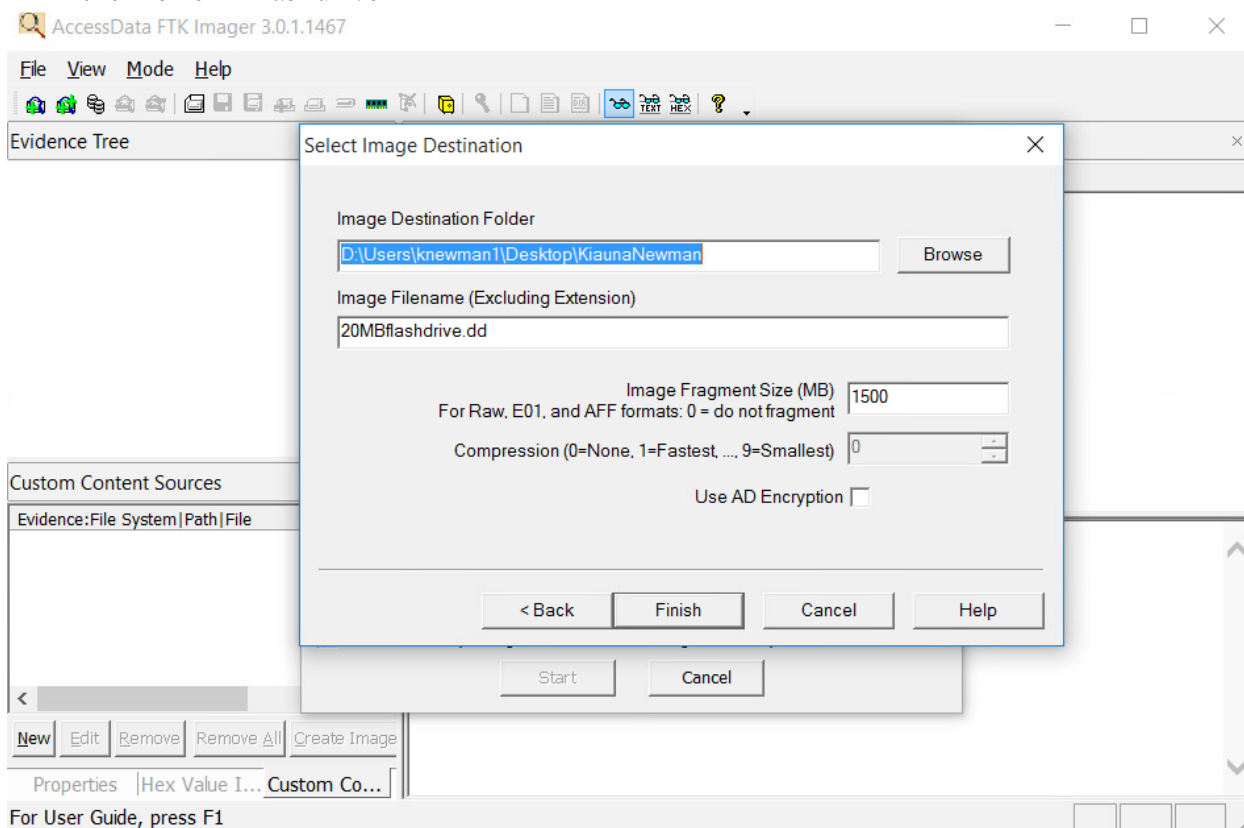 AccessData FTK Imager 3.0.1.1467
File View Mode Help
TEXT HEX
Evidence Tree
Select Image Destination
Image Destination Folder
D:\Users\knewman1\Desktop\KiaunaNewman
Browse
Image Filename (Excluding Extension)
20MBflashdrive.dd
Image Fragment Size (MB) 1500
For Raw, E01, and AFF formats: 0 = do not fragment
Compression (0=None, 1=Fastest, ..., 9=Smallest) 0
Use AD Encryption
Custom Content Sources
Evidence:File System|Path|File
< Back Finish Cancel Help
Start Cancel
New Edit Remove Remove All Create Image
Properties Hex Value I... Custom Co...
For User Guide, press F1